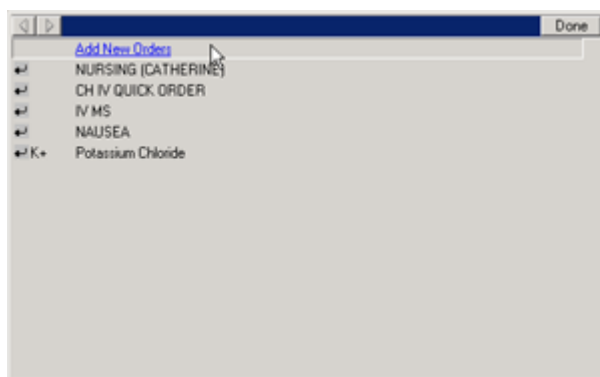 Done
Add New Orders
NURSING (CATHERINE)
CH IV QUICK ORDER
IV MS
NAUSEA
K+ Potassium Chloride